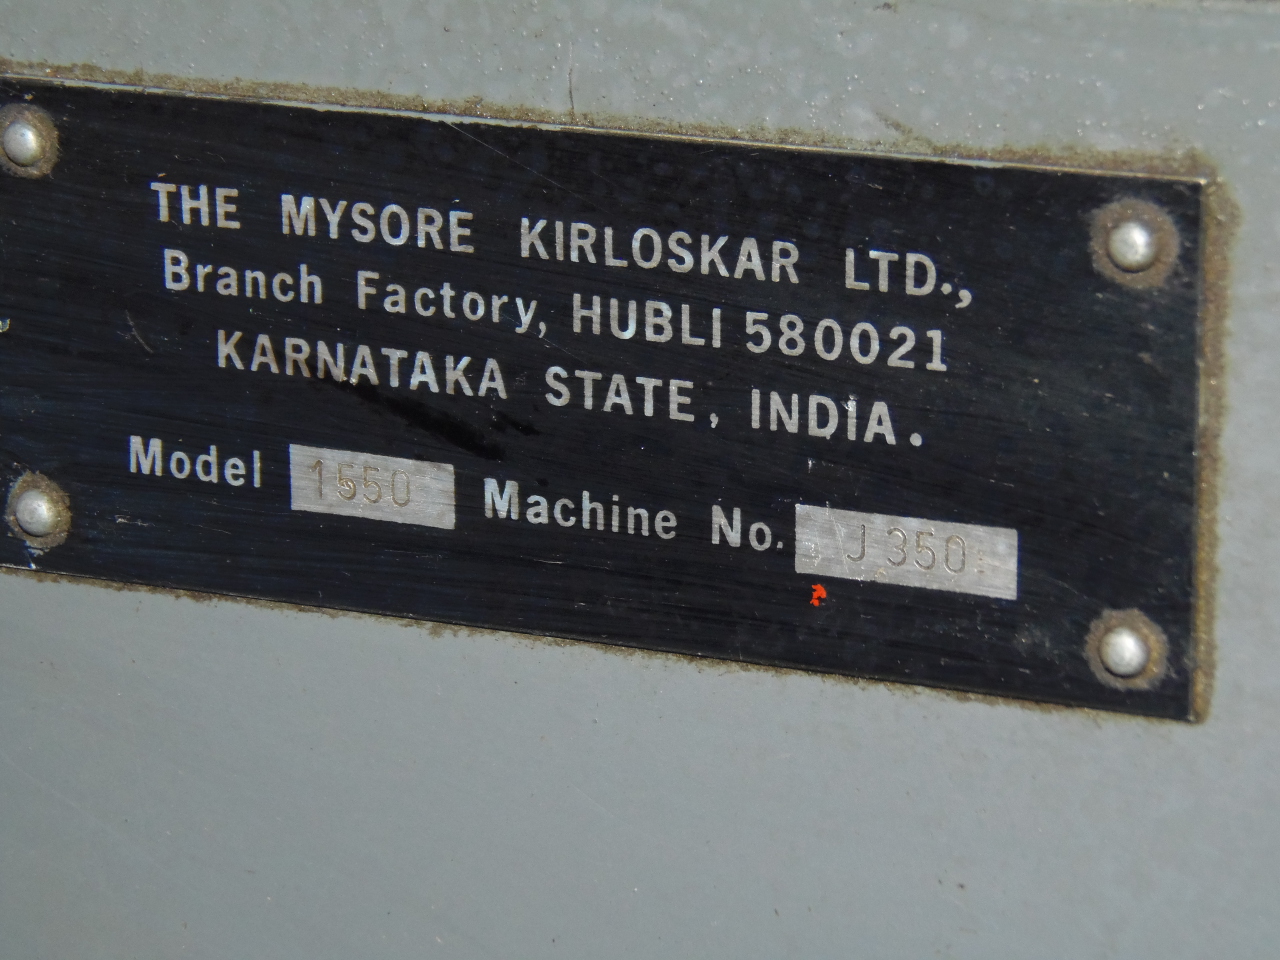 THE MYSORE KIRLOSKAR LTD.,
Branch Factory, HUBLI 580021
KARNATAKA STATE, INDIA.
Model 1550 Machine No. J 350